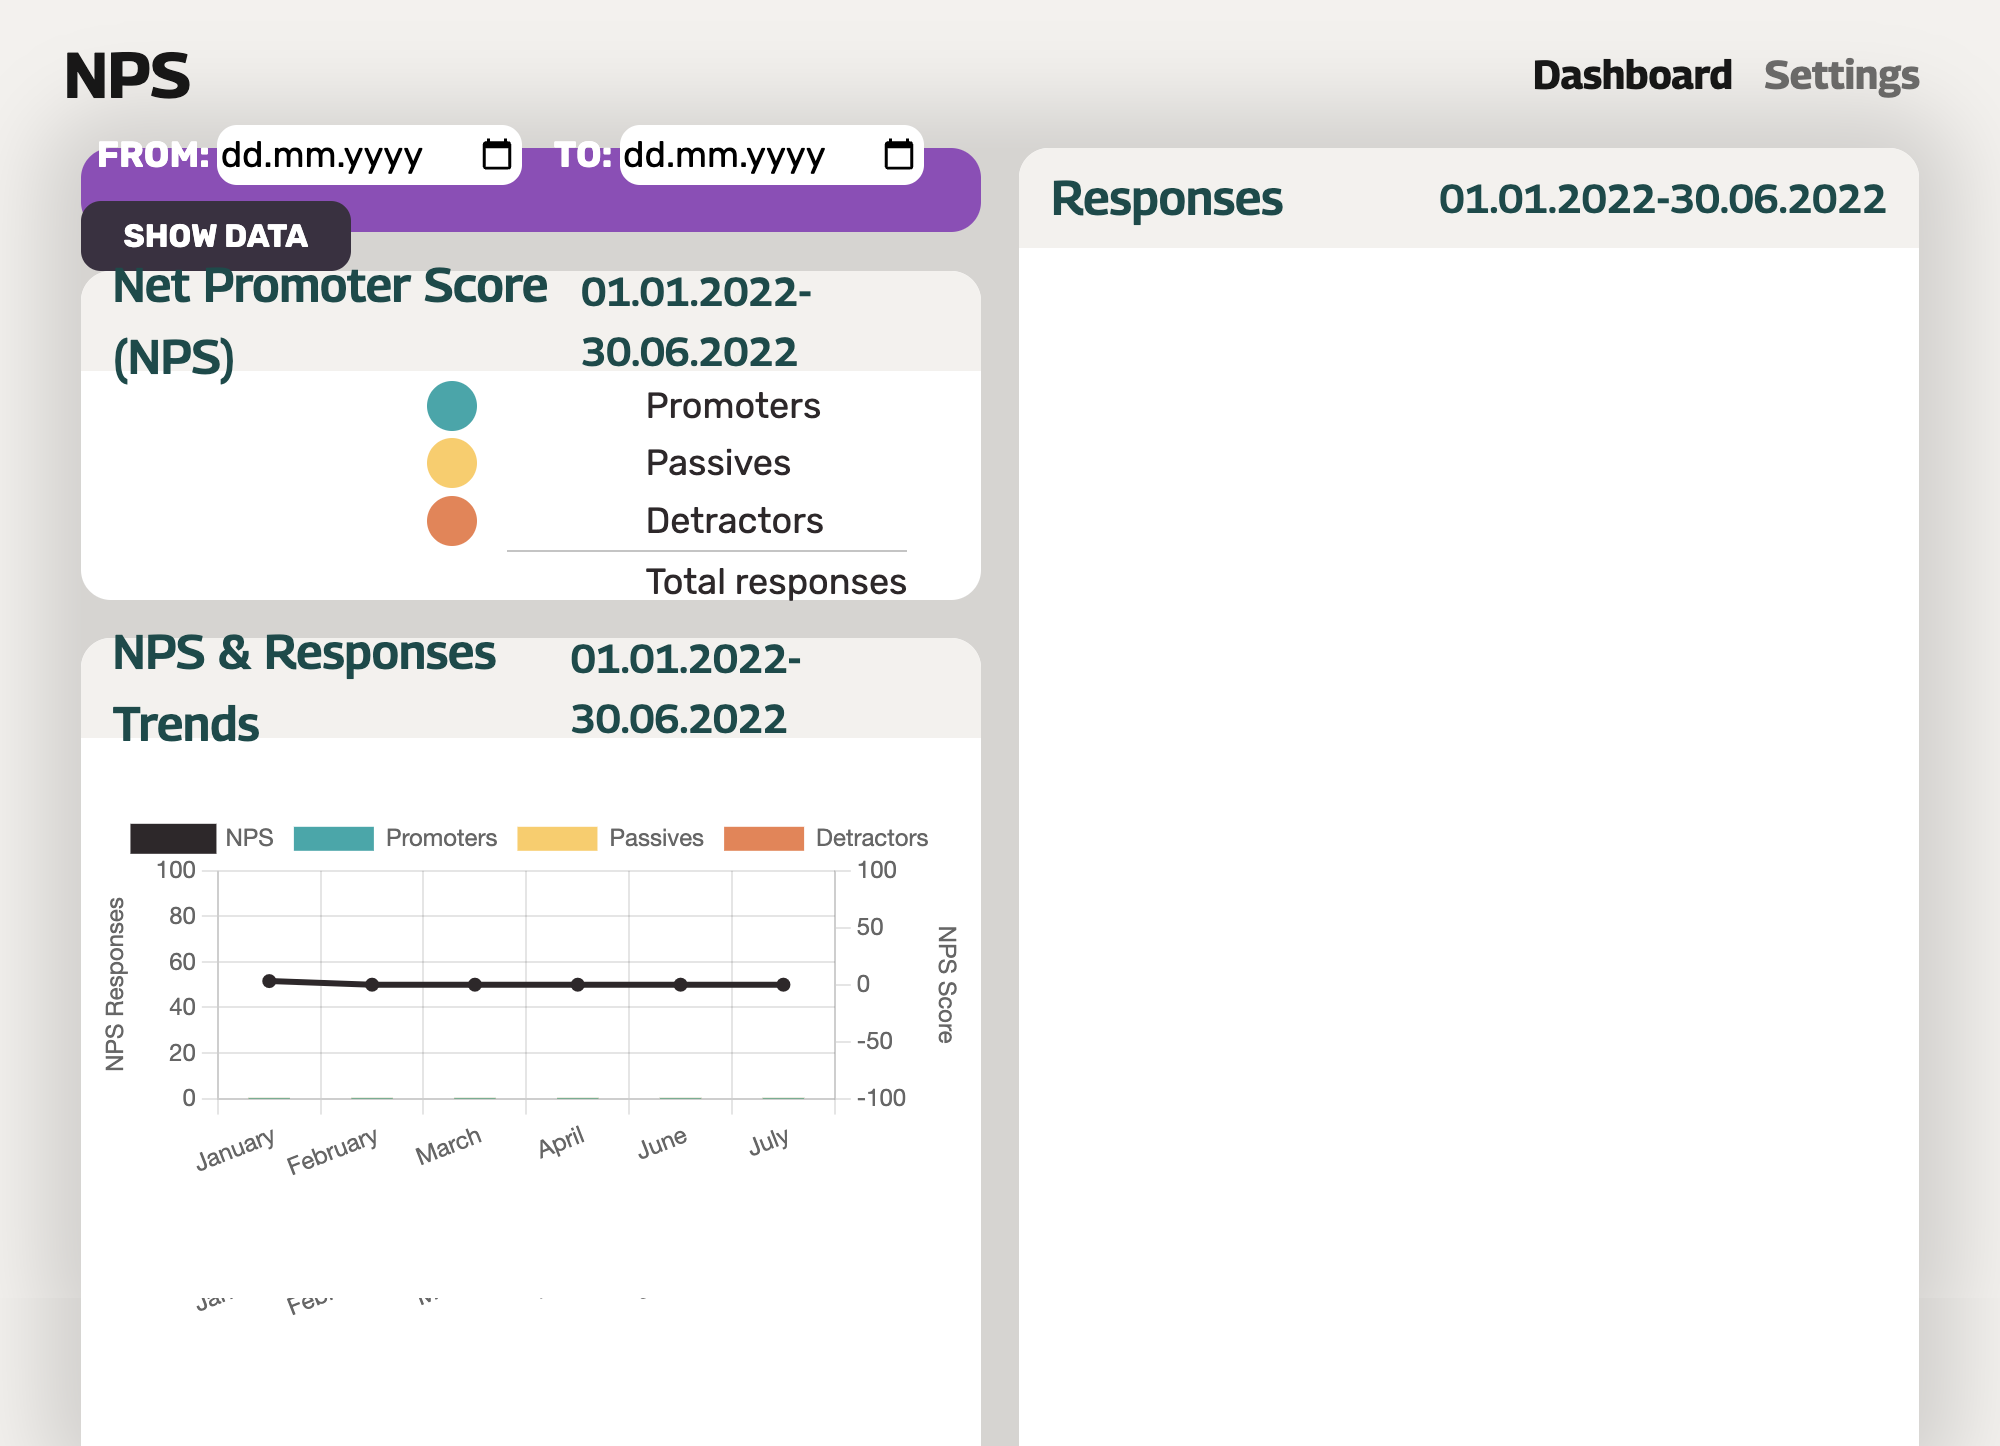 NPS
Dashboard Settings
FROM: dd.mm.yyyy TO: dd.mm.yyyy
SHOW DATA
Net Promoter Score
(NPS)
01.01.2022-
30.06.2022
Promoters
Passives
Detractors
Total responses
NPS & Responses
Trends
01.01.2022-
30.06.2022
NPS Promoters Passives Detractors
NPS Responses
100
80
60
40
20
0
100
50
0
-50
-100
NPS Score
January February March April June July
Responses 01.01.2022-30.06.2022